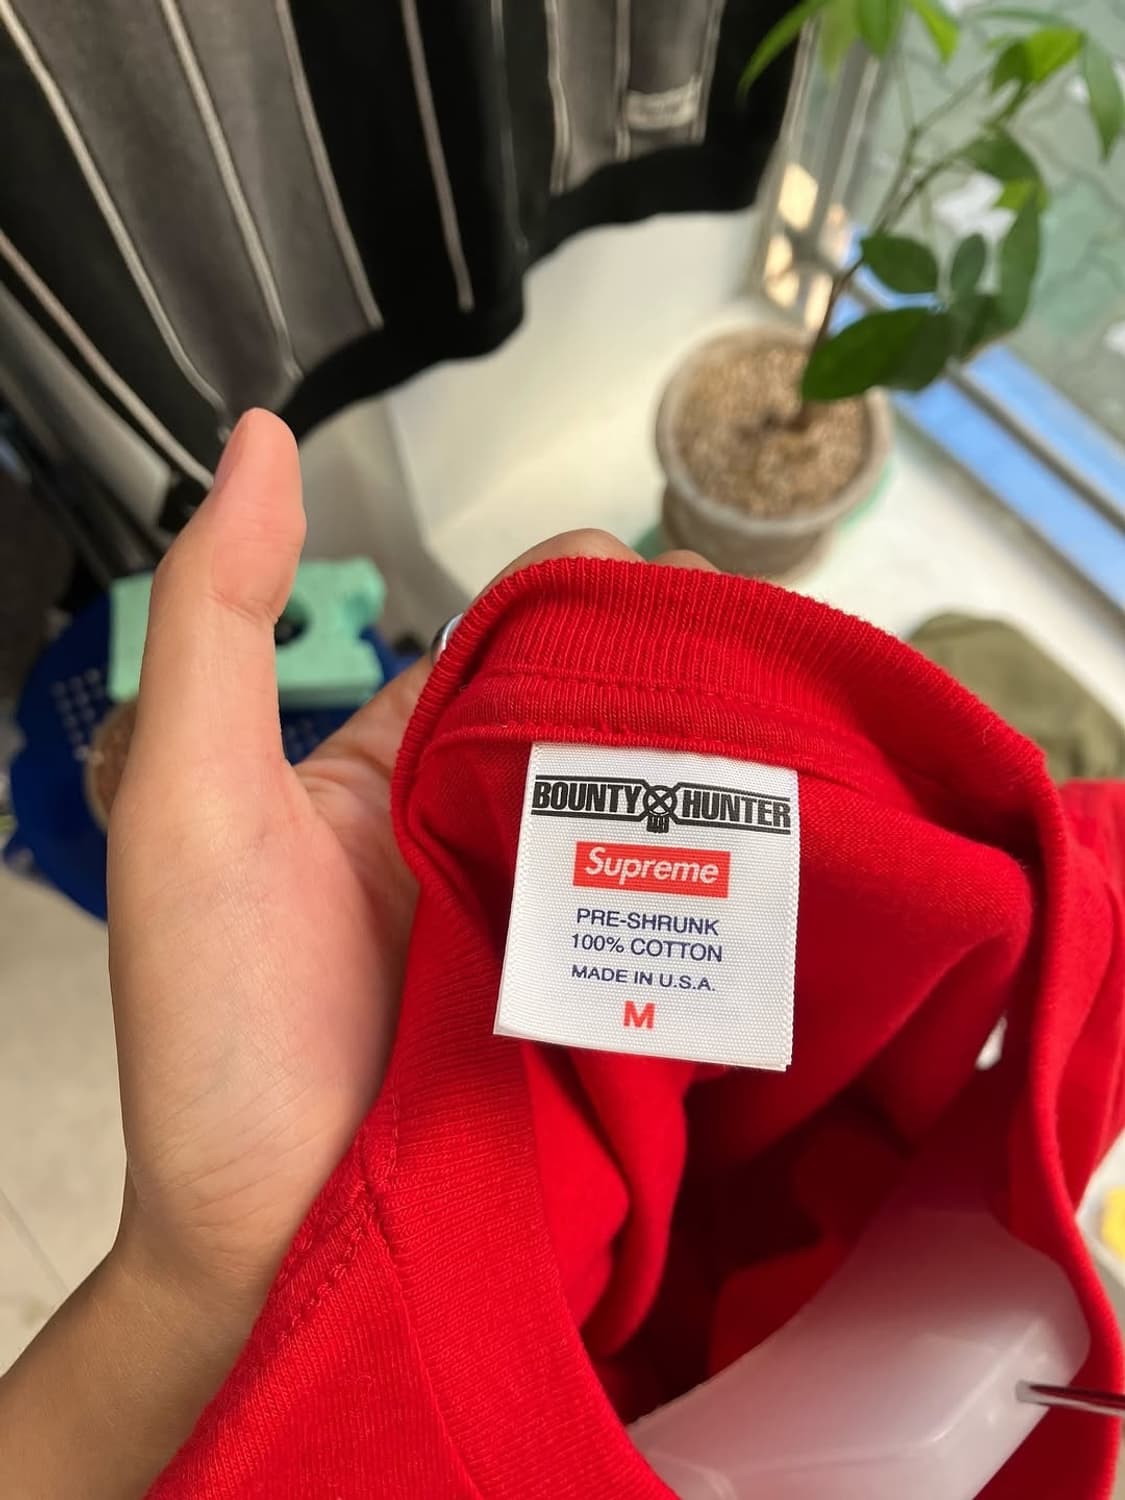 BOUNTY HUNTER
Supreme
PRE-SHRUNK
100% COTTON
MADE IN U.S.A.
M